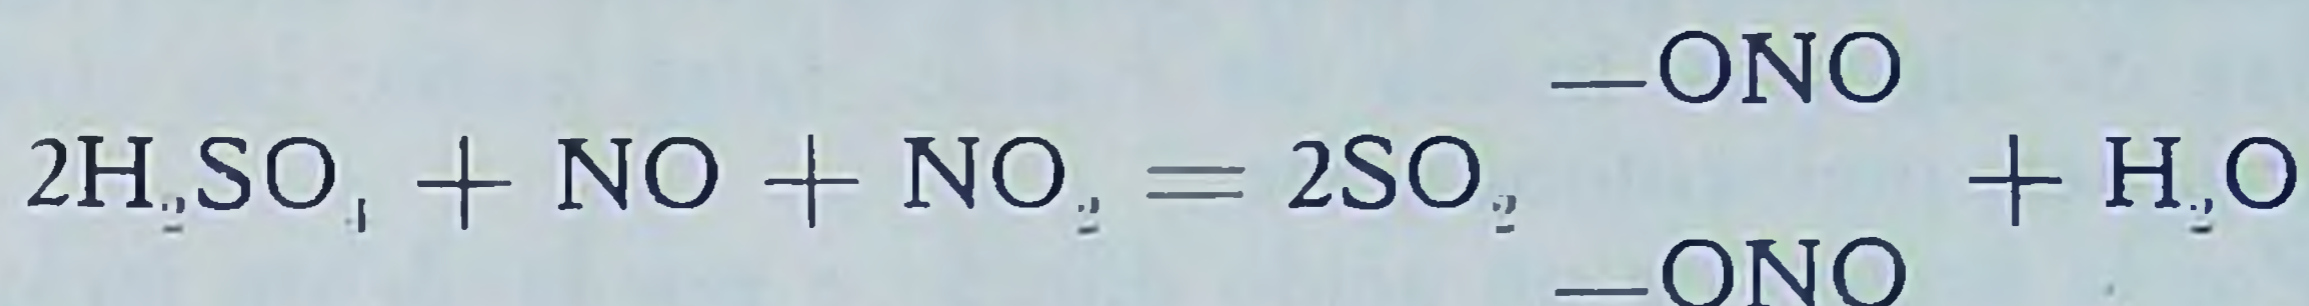 —ONO
2H₂SO₄ + NO + NO₂ = 2SO₂ + H₂O
—ONO